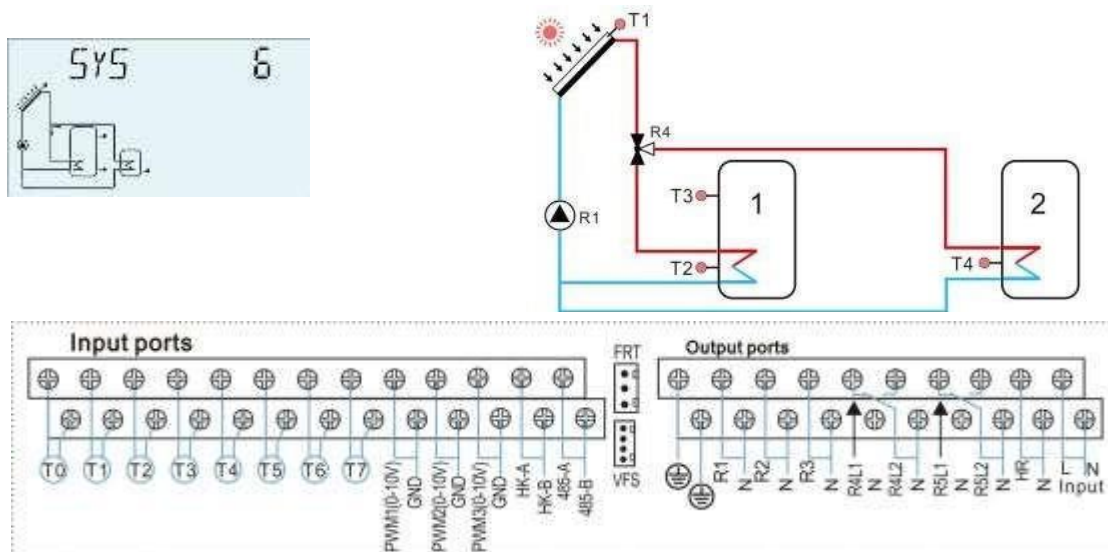 SYS 6
T1
R4
T3
1
2
R1
T2
T4
Input ports
FRT
Output ports
T0 T1 T2 T3 T4 T5 T6 T7
PWM1(0-10V)
GND
PWM2(0-10V)
GND
PWM3(0-10V)
GND
HK-A
HK-B
485-A
485-B
VFS
R1
N
R2
N
R3
N
R4L1
N
R4L2
N
R5L1
N
R5L2
N
HR
N
L N
Input